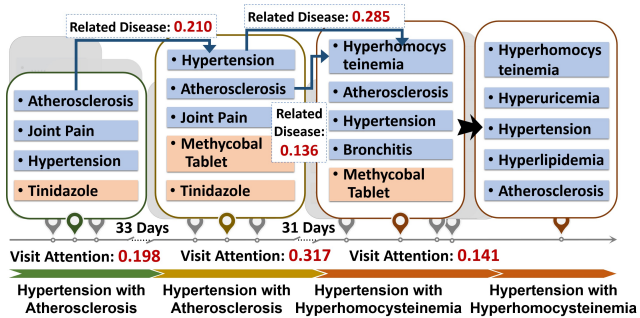 Related Disease: 0.210
Related Disease: 0.285
• Atherosclerosis
• Joint Pain
• Hypertension
• Tinidazole
• Hypertension
• Atherosclerosis
• Joint Pain
• Methycobal
Tablet
• Tinidazole
Related
Disease:
0.136
• Hyperhomocys
teinemia
• Atherosclerosis
• Hypertension
• Bronchitis
• Methycobal
Tablet
• Hyperhomocys
teinemia
• Hyperuricemia
• Hypertension
• Hyperlipidemia
• Atherosclerosis
33 Days
31 Days
Visit Attention: 0.198
Visit Attention: 0.317
Visit Attention: 0.141
Hypertension with
Atherosclerosis
Hypertension with
Atherosclerosis
Hypertension with
Hyperhomocysteinemia
Hypertension with
Hyperhomocysteinemia